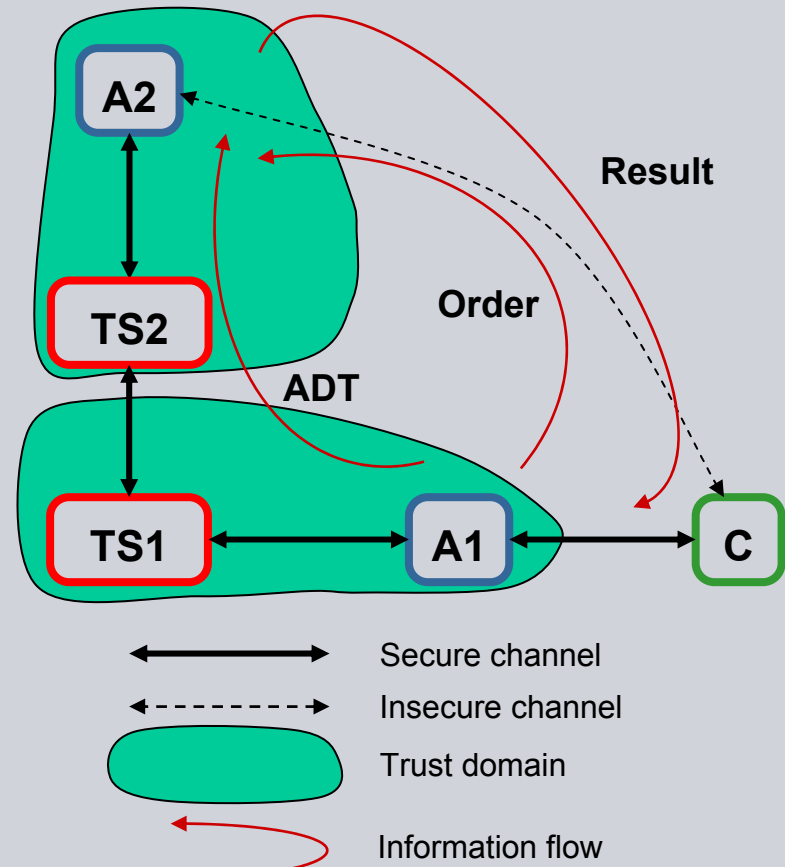 A2
Result
Order
TS2
ADT
TS1
A1
C
Secure channel
Insecure channel
Trust domain
Information flow